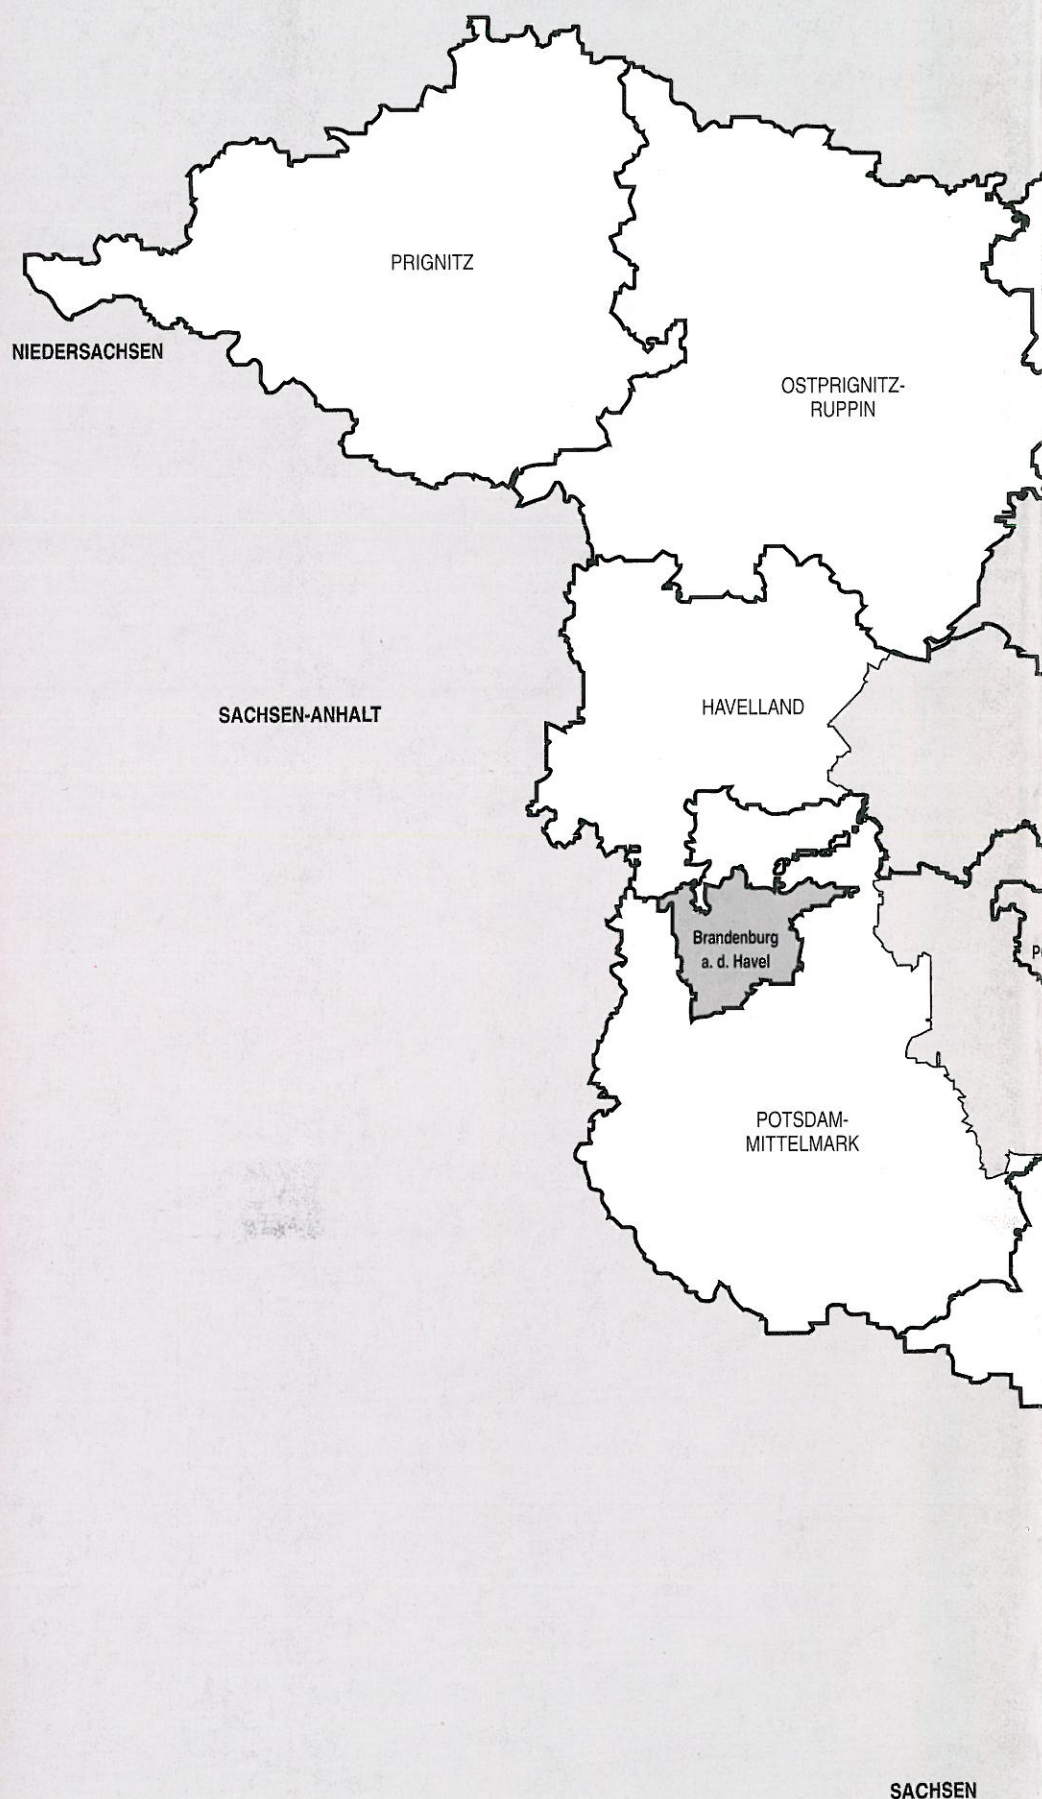 PRIGNITZ
NIEDERSACHSEN
OSTPRIGNITZ-
RUPPIN
SACHSEN-ANHALT
HAVELLAND
Brandenburg
a. d. Havel
POTSDAM-
MITTELMARK
SACHSEN